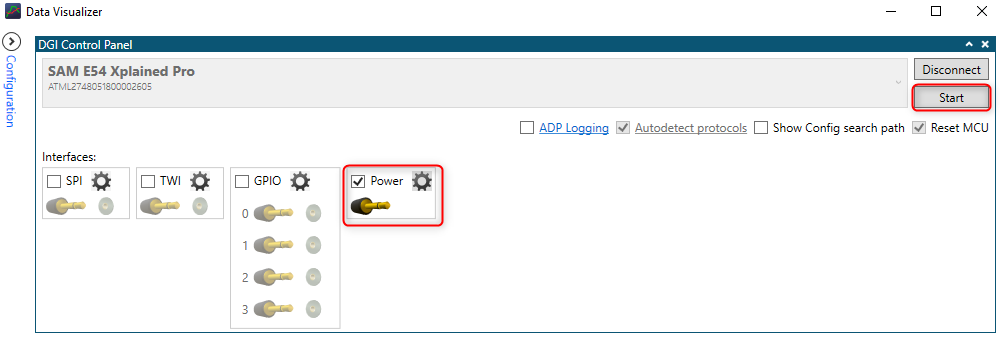 Data Visualizer
Configuration
DGI Control Panel
SAM E54 Xplained Pro
ATML2748051800002605
Disconnect
Start
ADP Logging Autodetect protocols Show Config search path Reset MCU
Interfaces:
SPI TWI GPIO Power
0
1
2
3